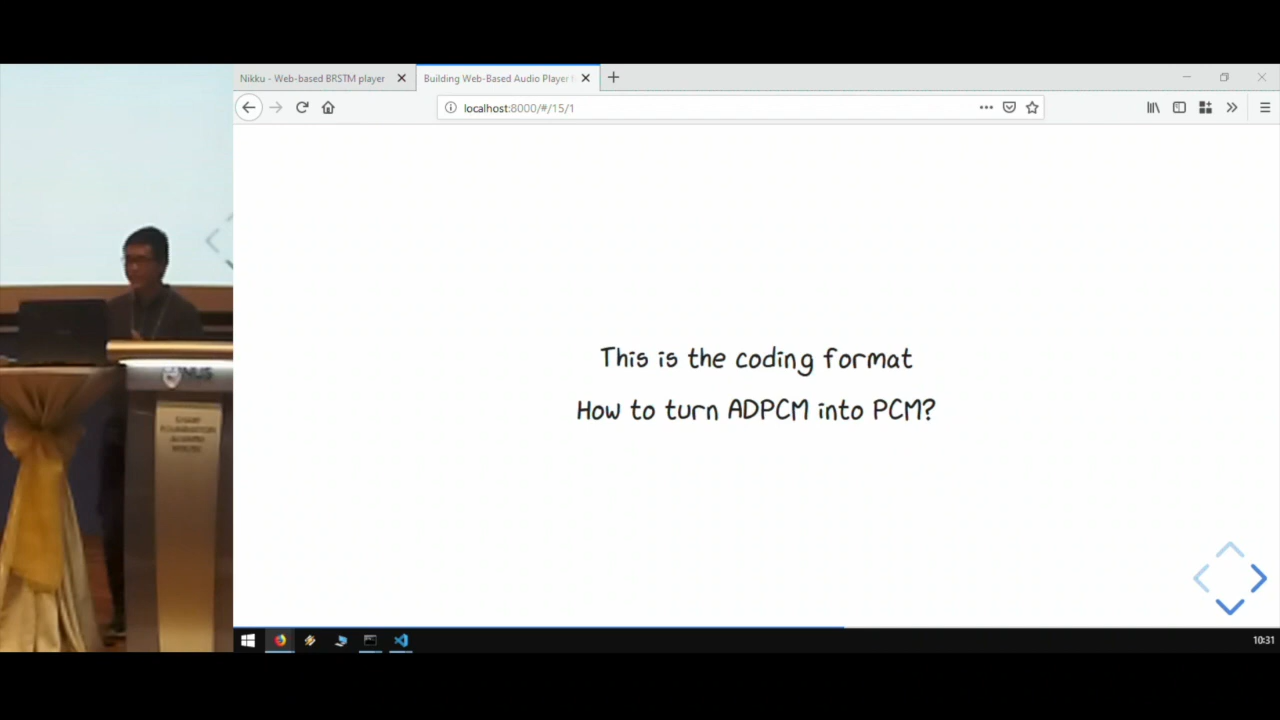 Nikku - Web-based BRSTM player
Building Web-Based Audio Player
localhost:8000/#/15/1
This is the coding format
How to turn ADPCM into PCM?
NUS
10:31